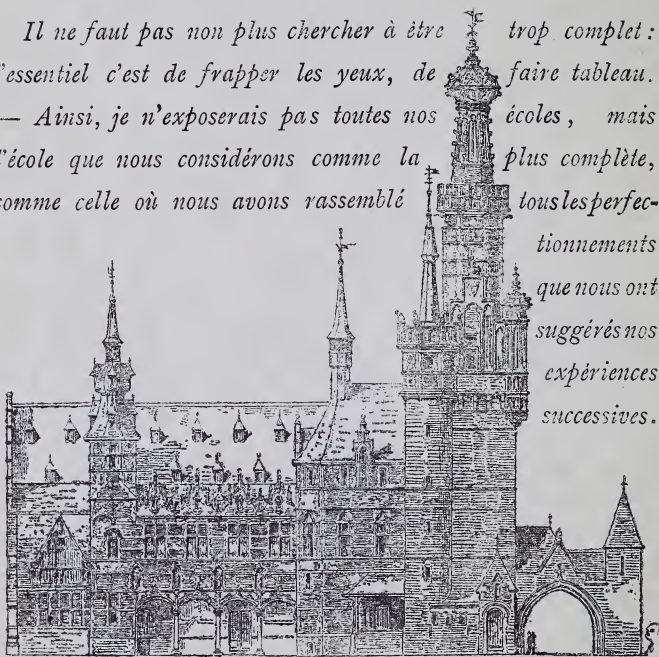 Il ne faut pas non plus chercher à être trop complet :
l'essentiel c'est de frapper les yeux, de faire tableau.
— Ainsi, je n'exposerais pas toutes nos écoles, mais
l'école que nous considérons comme la plus complète,
comme celle où nous avons rassemblé tous les perfec-
tionnements
que nous ont
suggérés nos
expériences
successives.